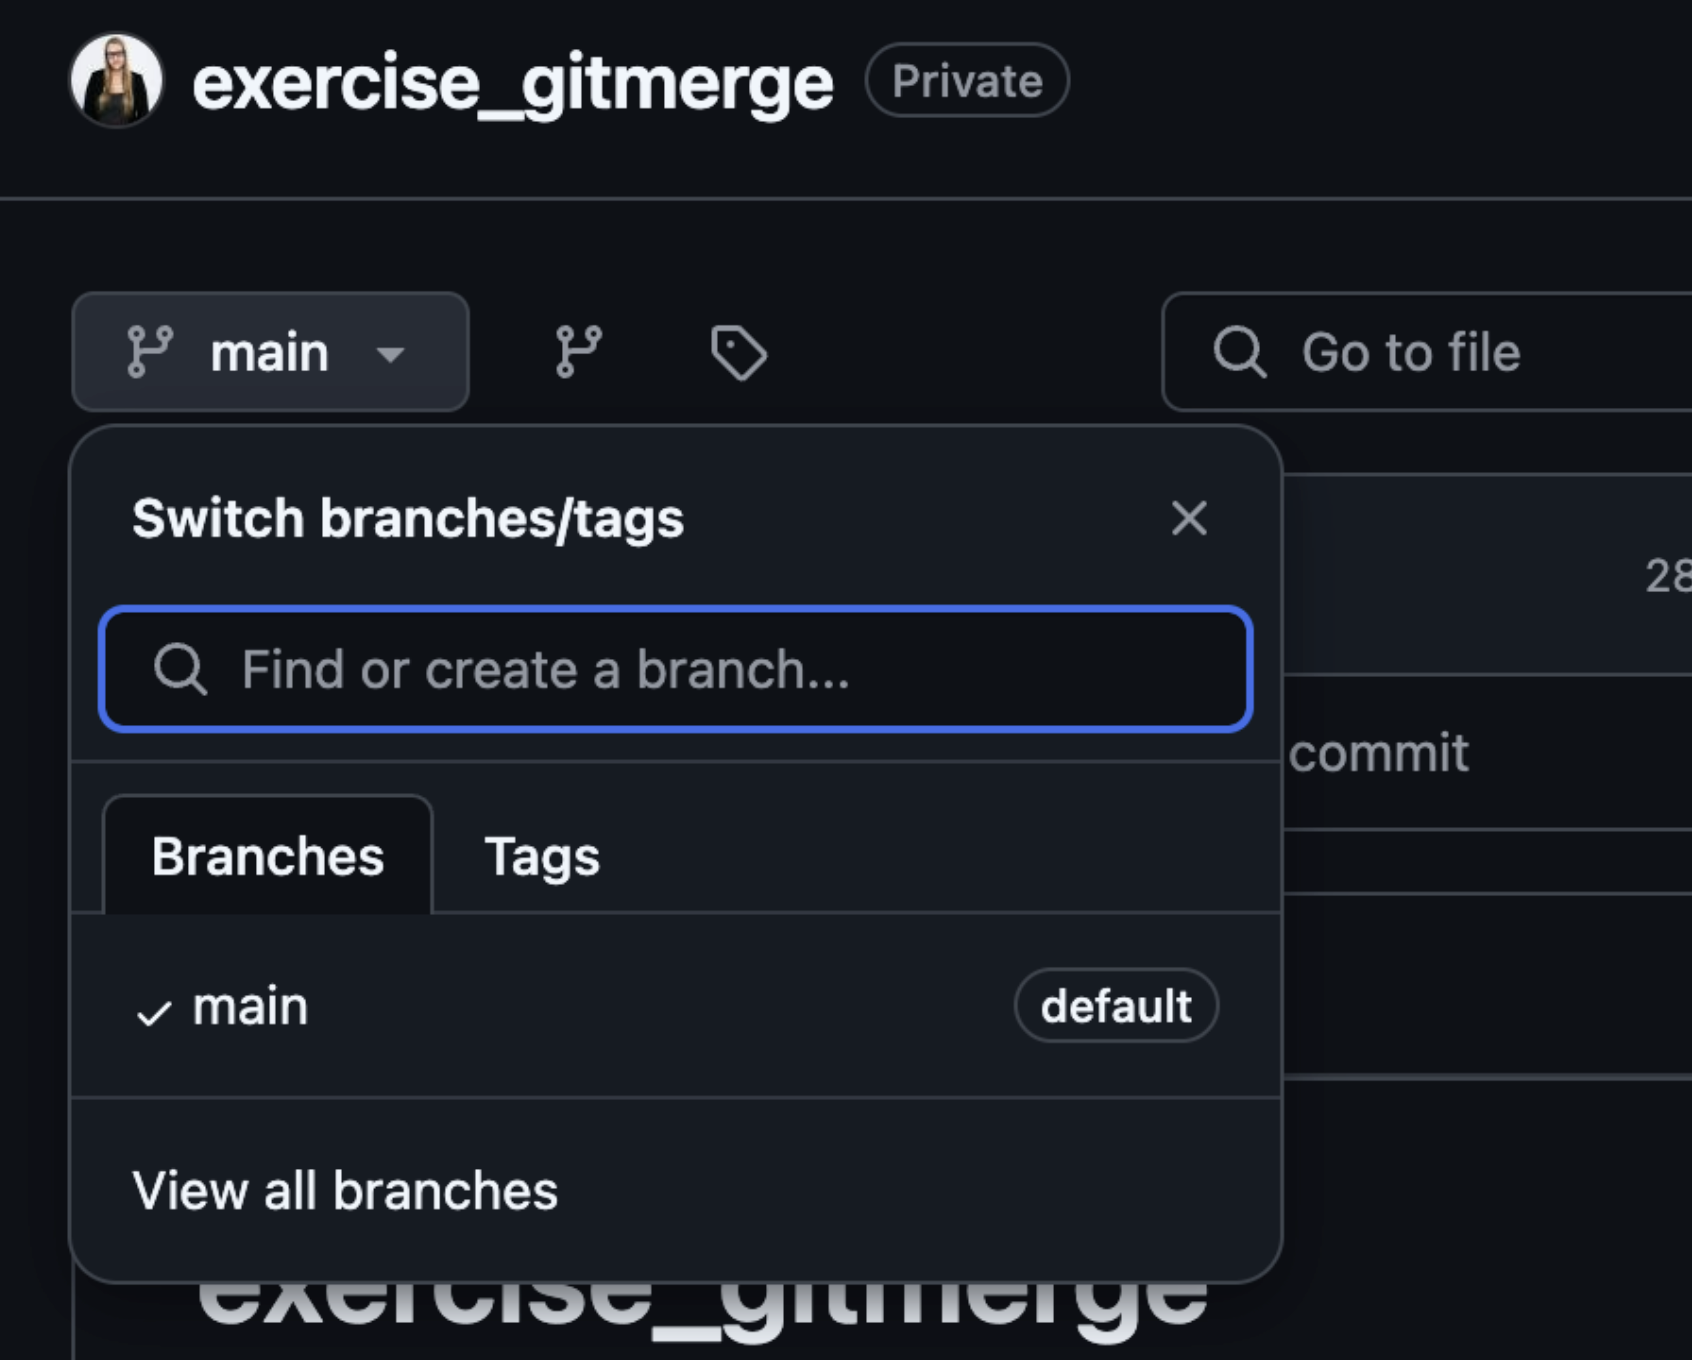 exercise_gitmerge Private
main Go to file
Switch branches/tags
28
Find or create a branch...
commit
Branches Tags
main default
View all branches
exercise_gitmerge